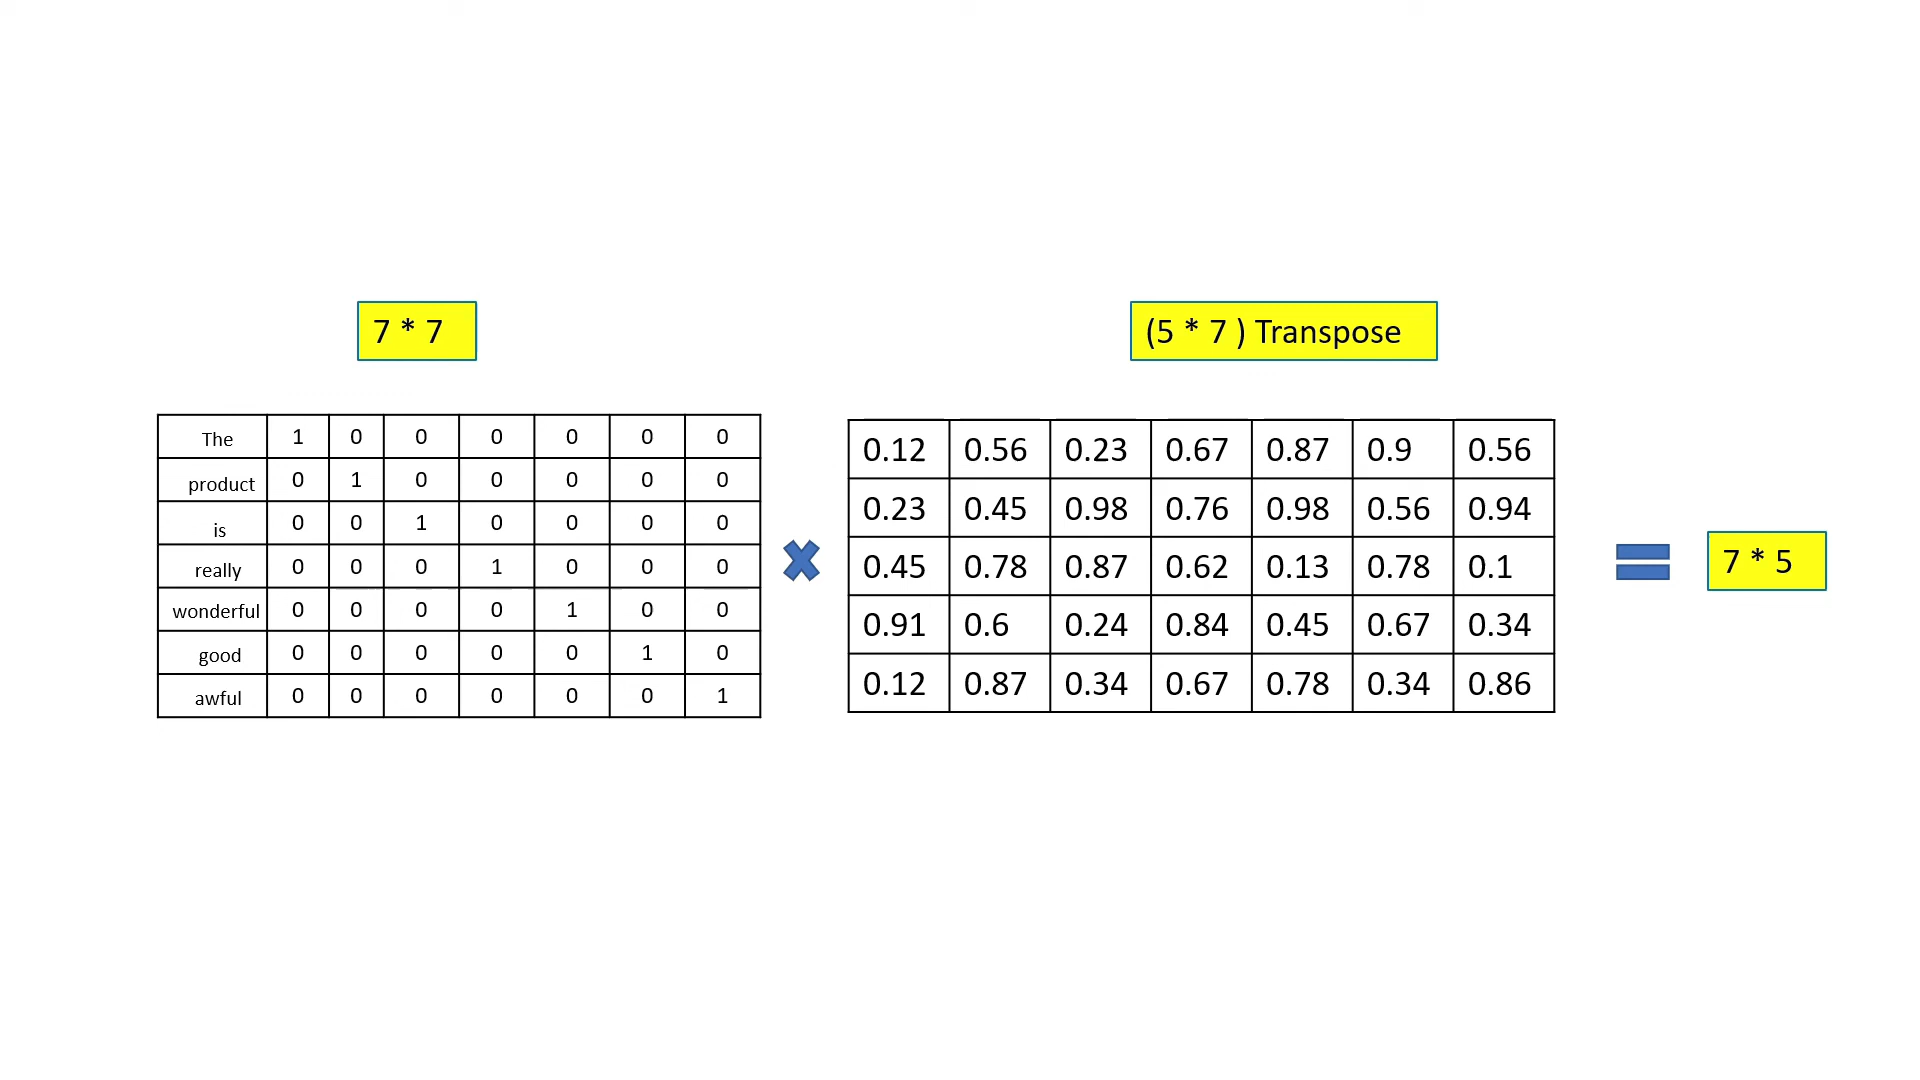 7 * 7
(5 * 7 ) Transpose
The 1 0 0 0 0 0 0
product 0 1 0 0 0 0 0
is 0 0 1 0 0 0 0
really 0 0 0 1 0 0 0
wonderful 0 0 0 0 1 0 0
good 0 0 0 0 0 1 0
awful 0 0 0 0 0 0 1
0.12 0.56 0.23 0.67 0.87 0.9 0.56
0.23 0.45 0.98 0.76 0.98 0.56 0.94
0.45 0.78 0.87 0.62 0.13 0.78 0.1
0.91 0.6 0.24 0.84 0.45 0.67 0.34
0.12 0.87 0.34 0.67 0.78 0.34 0.86
7 * 5